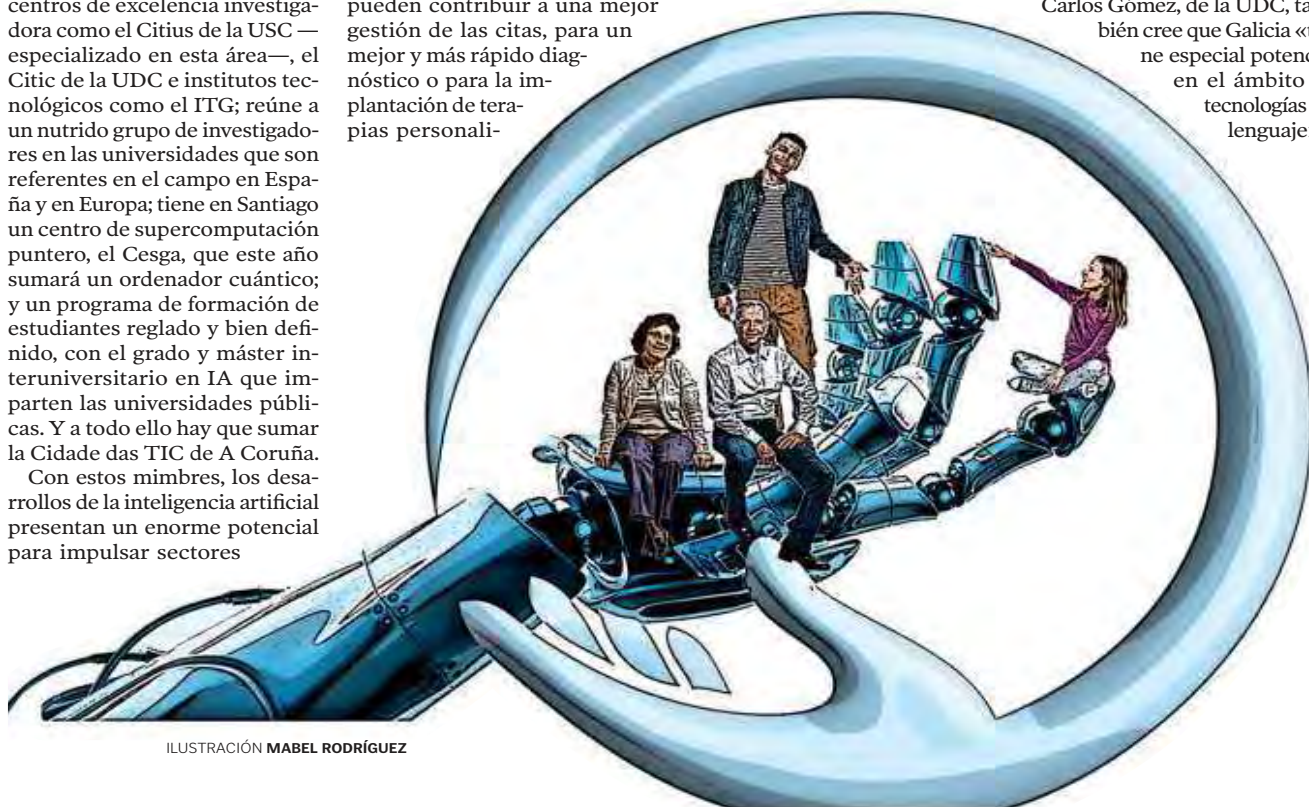 centros de excelencia investiga-
dora como el Citius de la USC —
especializado en esta área—, el
Citic de la UDC e institutos tec-
nológicos como el ITG; reúne a
un nutrido grupo de investigado-
res en las universidades que son
referentes en el campo en Espa-
ña y en Europa; tiene en Santiago
un centro de supercomputación
puntero, el Cesga, que este año
sumará un ordenador cuántico;
y un programa de formación de
estudiantes reglado y bien defi-
nido, con el grado y máster in-
teruniversitario en IA que im-
parten las universidades públi-
cas. Y a todo ello hay que sumar
la Cidade das TIC de A Coruña.
Con estos mimbres, los desa-
rrollos de la inteligencia artificial
presentan un enorme potencial
para impulsar sectores
pueden contribuir a una mejor
gestión de las citas, para un
mejor y más rápido diag-
nóstico o para la im-
plantación de tera-
pias personali-
Carlos Gómez, de la UDC, ta
bién cree que Galicia
ne especial potenc
en el ámbito
tecnologías
lenguaje
ILUSTRACIÓN MABEL RODRÍGUEZ